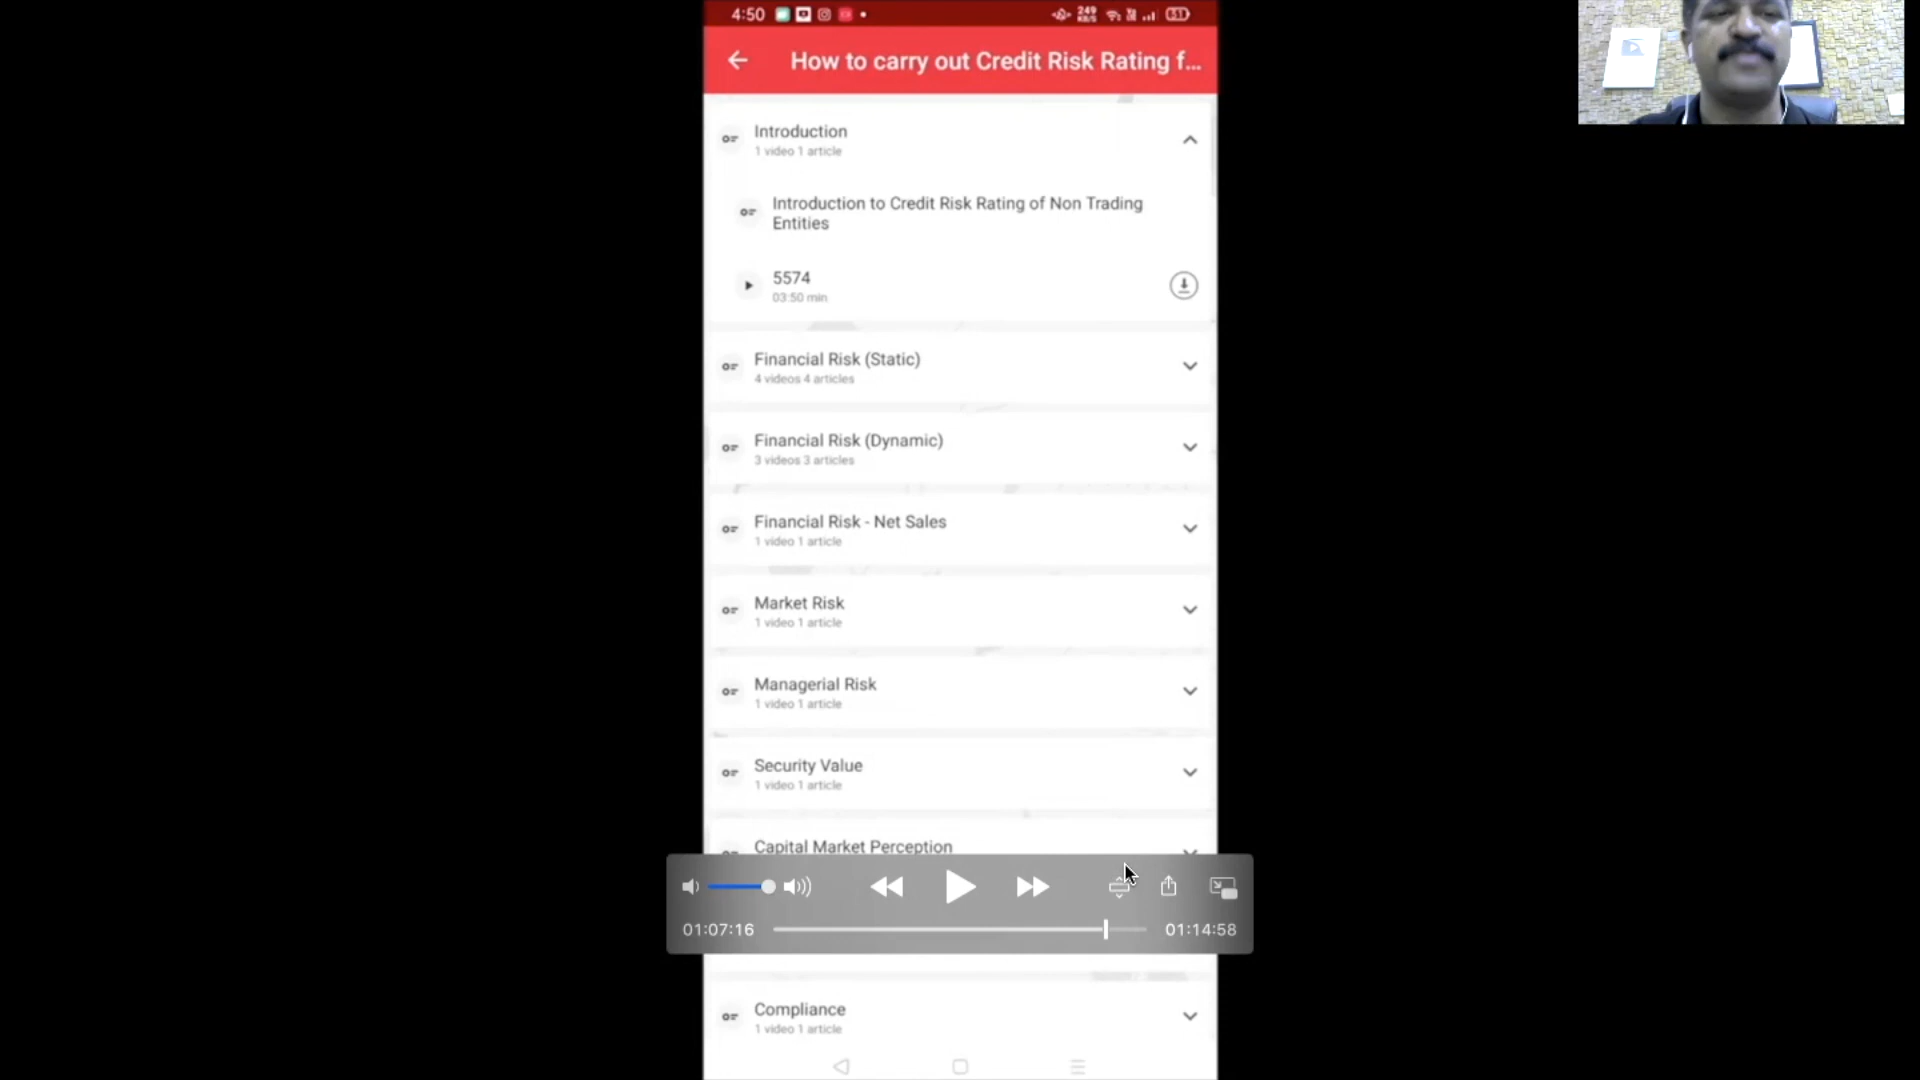 4:50
249
KB/S
51
How to carry out Credit Risk Rating f...
Introduction
1 video 1 article
Introduction to Credit Risk Rating of Non Trading
Entities
5574
03:50 min
Financial Risk (Static)
4 videos 4 articles
Financial Risk (Dynamic)
3 videos 3 articles
Financial Risk - Net Sales
1 video 1 article
Market Risk
1 video 1 article
Managerial Risk
1 video 1 article
Security Value
1 video 1 article
Capital Market Perception
01:07:16
01:14:58
Compliance
1 video 1 article